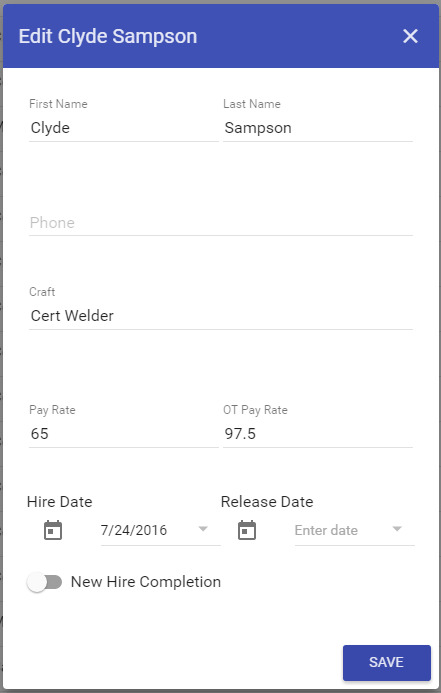 Edit Clyde Sampson
First Name Last Name
Clyde Sampson
Phone
Craft
Cert Welder
Pay Rate OT Pay Rate
65 97.5
Hire Date Release Date
7/24/2016 Enter date
New Hire Completion
SAVE